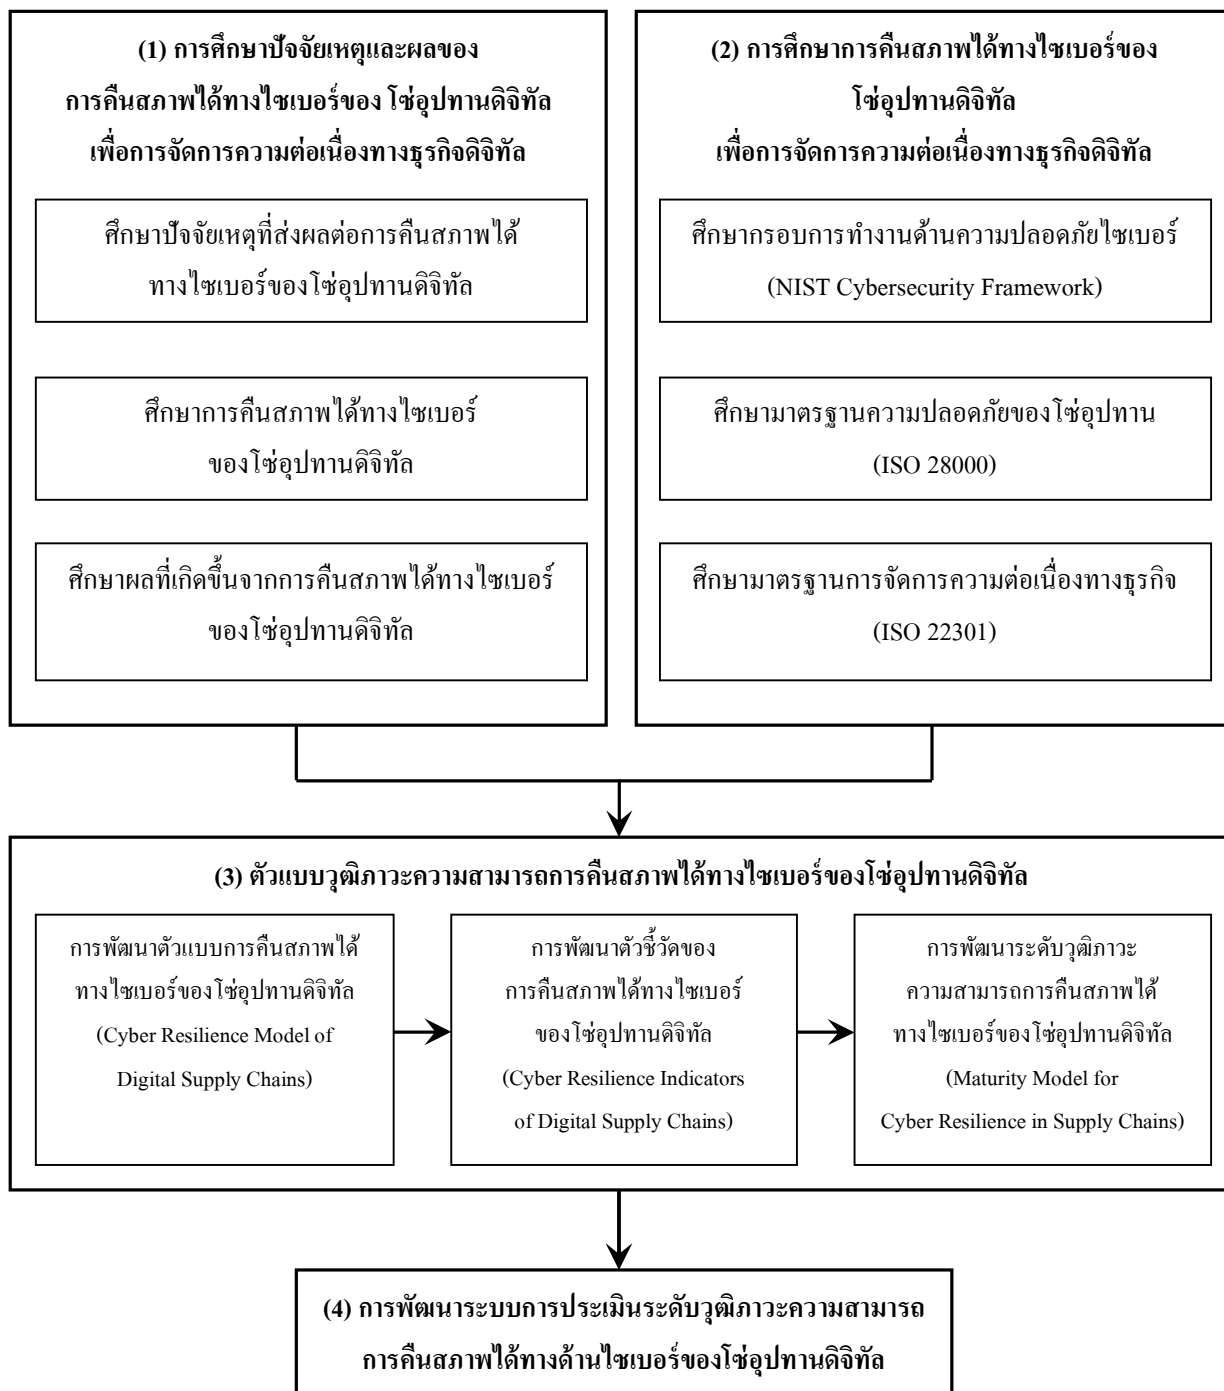 (1) การศึกษาปัจจัยเหตุและผลของ
การคืนสภาพได้ทางไซเบอร์ของ โซ่อุปทานดิจิทัล
เพื่อการจัดการความต่อเนื่องทางธุรกิจดิจิทัล
ศึกษาปัจจัยเหตุที่ส่งผลต่อการคืนสภาพได้
ทางไซเบอร์ของโซ่อุปทานดิจิทัล
ศึกษาการคืนสภาพได้ทางไซเบอร์
ของโซ่อุปทานดิจิทัล
ศึกษาผลที่เกิดขึ้นจากการคืนสภาพได้ทางไซเบอร์
ของโซ่อุปทานดิจิทัล
(2) การศึกษาการคืนสภาพได้ทางไซเบอร์ของ
โซ่อุปทานดิจิทัล
เพื่อการจัดการความต่อเนื่องทางธุรกิจดิจิทัล
ศึกษากรอบการทำงานด้านความปลอดภัยไซเบอร์
(NIST Cybersecurity Framework)
ศึกษามาตรฐานความปลอดภัยของโซ่อุปทาน
(ISO 28000)
ศึกษามาตรฐานการจัดการความต่อเนื่องทางธุรกิจ
(ISO 22301)
(3) ตัวแบบวุฒิภาวะความสามารถการคืนสภาพได้ทางไซเบอร์ของโซ่อุปทานดิจิทัล
การพัฒนาตัวแบบการคืนสภาพได้
ทางไซเบอร์ของโซ่อุปทานดิจิทัล
(Cyber Resilience Model of
Digital Supply Chains)
การพัฒนาตัวชี้วัดของ
การคืนสภาพได้ทางไซเบอร์
ของโซ่อุปทานดิจิทัล
(Cyber Resilience Indicators
of Digital Supply Chains)
การพัฒนาระดับวุฒิภาวะ
ความสามารถการคืนสภาพได้
ทางไซเบอร์ของโซ่อุปทานดิจิทัล
(Maturity Model for
Cyber Resilience in Supply Chains)
(4) การพัฒนาระบบการประเมินระดับวุฒิภาวะความสามารถ
การคืนสภาพได้ทางด้านไซเบอร์ของโซ่อุปทานดิจิทัล